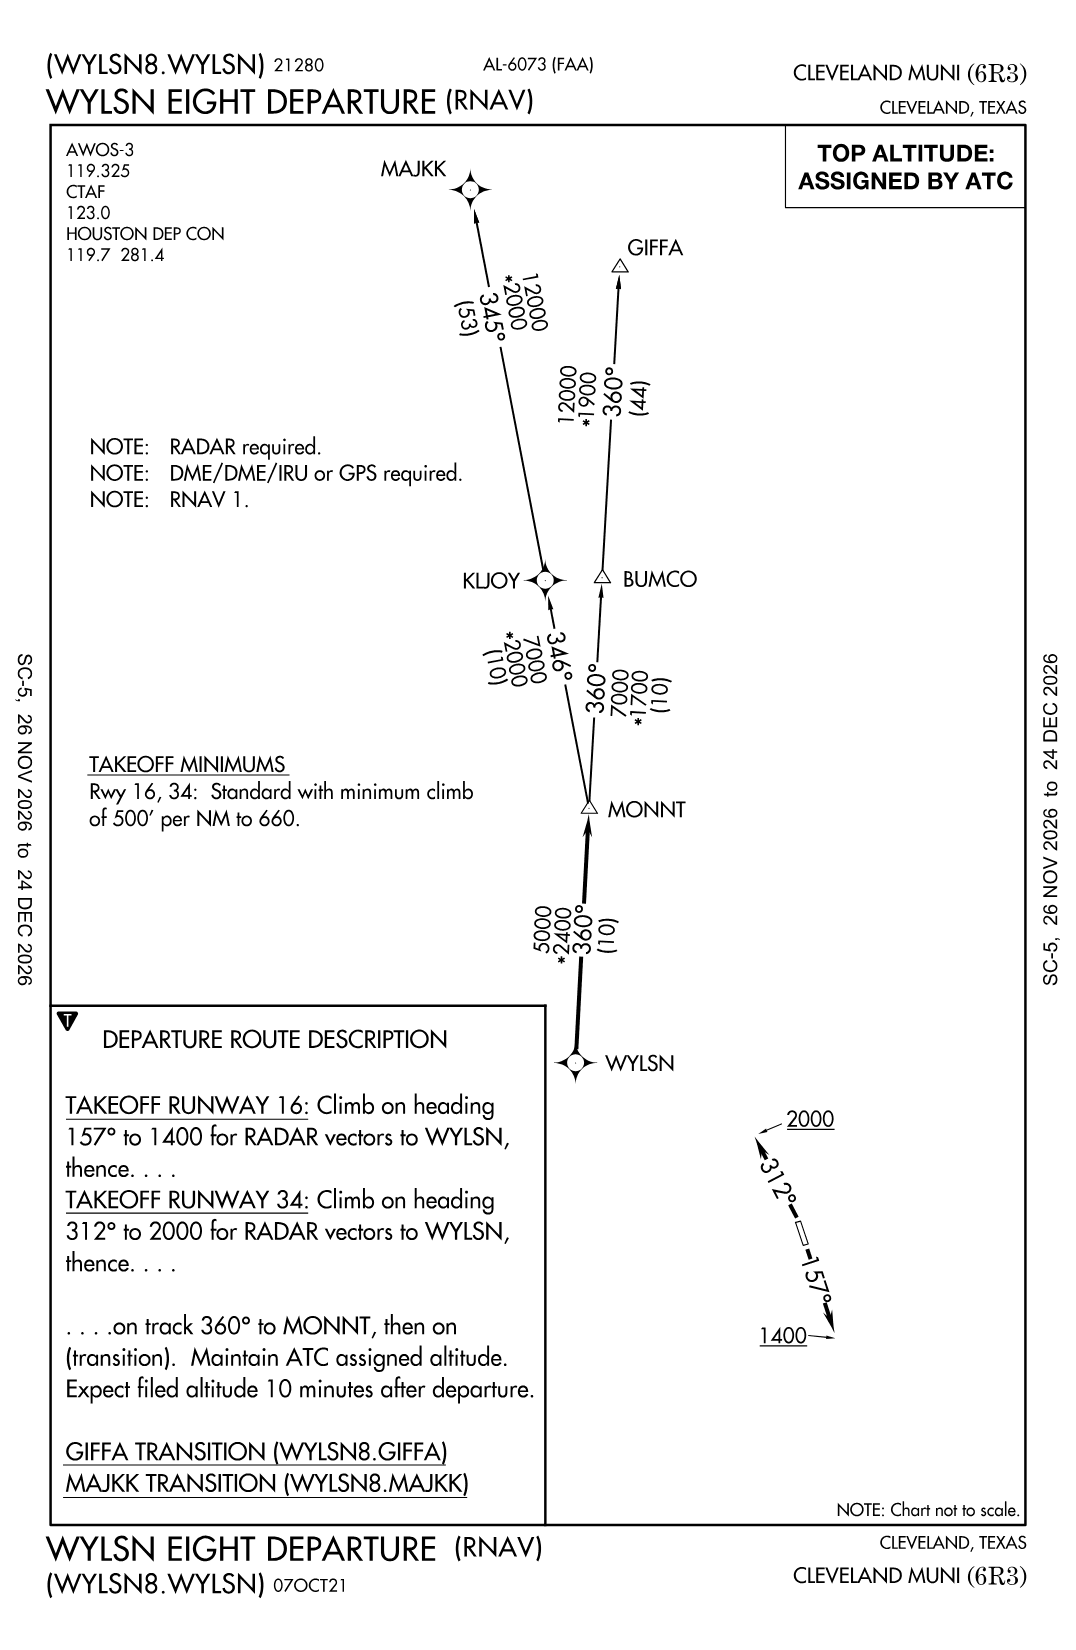 (WYLSN8.WYLSN) 21280
AL-6073 (FAA)
CLEVELAND MUNI (6R3)
WYLSN EIGHT DEPARTURE (RNAV)
CLEVELAND, TEXAS
AWOS-3
119.325
CTAF
123.0
HOUSTON DEP CON
119.7 281.4
TOP ALTITUDE:
ASSIGNED BY ATC
MAJKK
GIFFA
12000
*2000
345°
(53)
12000
*1900
360°
(44)
NOTE: RADAR required.
NOTE: DME/DME/IRU or GPS required.
NOTE: RNAV 1.
KLJOY
BUMCO
346°
7000
*2000
(10)
360°
7000
*1700
(10)
TAKEOFF MINIMUMS
Rwy 16, 34: Standard with minimum climb
of 500' per NM to 660.
MONNT
5000
*2400
360°
(10)
WYLSN
T
DEPARTURE ROUTE DESCRIPTION
TAKEOFF RUNWAY 16: Climb on heading
157° to 1400 for RADAR vectors to WYLSN,
thence. . . .
TAKEOFF RUNWAY 34: Climb on heading
312° to 2000 for RADAR vectors to WYLSN,
thence. . . .
. . . .on track 360° to MONNT, then on
(transition). Maintain ATC assigned altitude.
Expect filed altitude 10 minutes after departure.
GIFFA TRANSITION (WYLSN8.GIFFA)
MAJKK TRANSITION (WYLSN8.MAJKK)
2000
312°
157°
1400
NOTE: Chart not to scale.
SC-5, 26 NOV 2026 to 24 DEC 2026
SC-5, 26 NOV 2026 to 24 DEC 2026
WYLSN EIGHT DEPARTURE (RNAV)
CLEVELAND, TEXAS
(WYLSN8.WYLSN) 07OCT21
CLEVELAND MUNI (6R3)